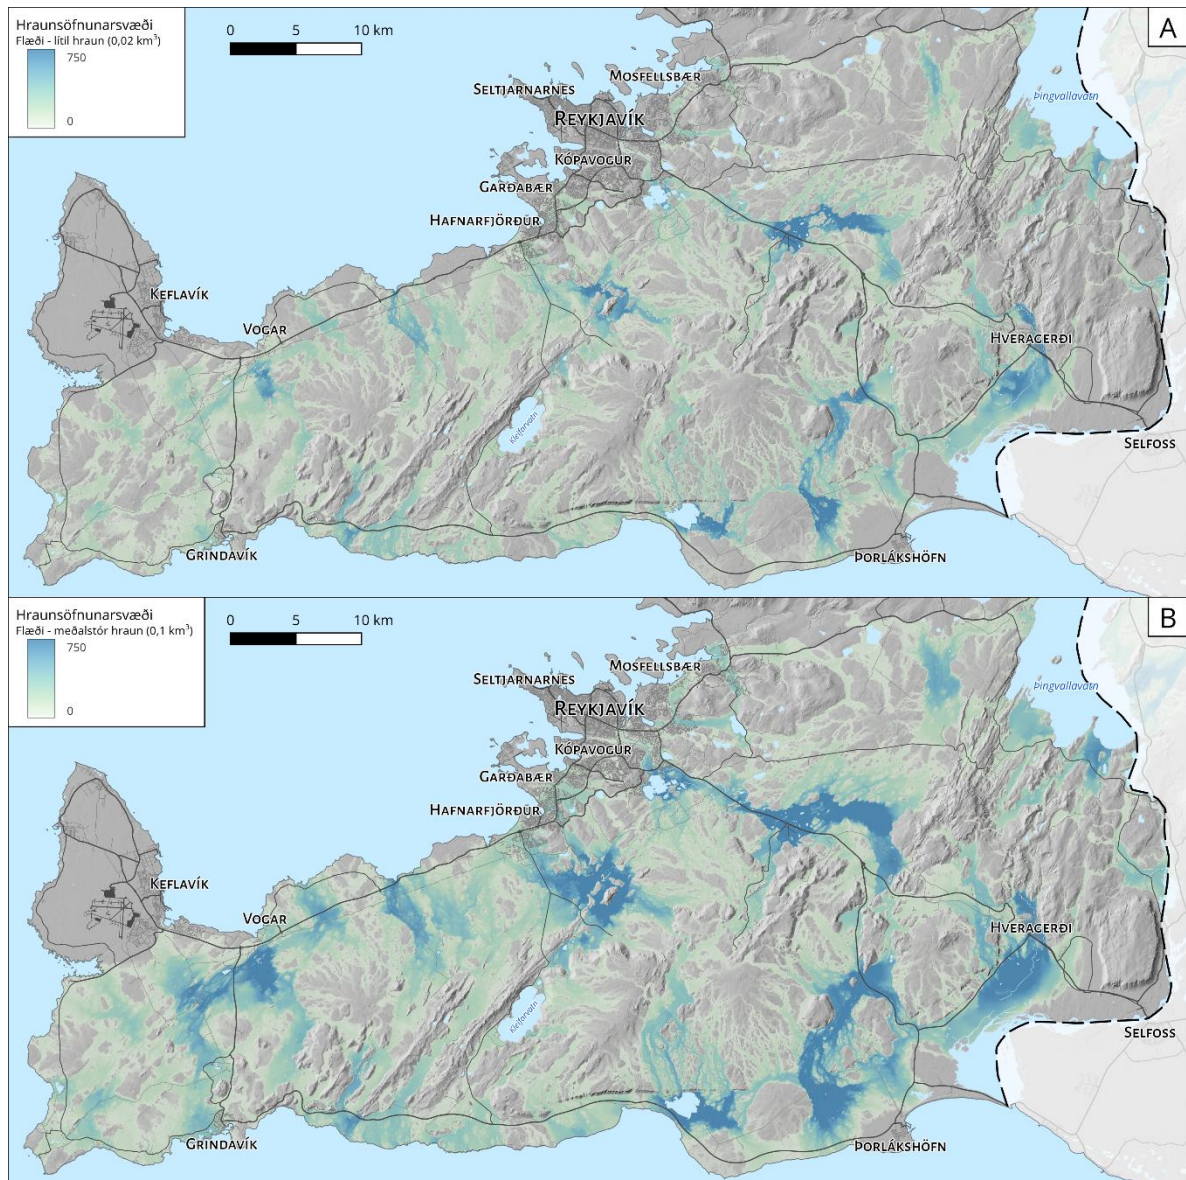 Hraunsöfnunarsvæði
Flæði - lítil hraun (0,02 km³)
750
0
0 5 10 km
A
MOSFELLSBÆR
SELTJARNARNES
REYKJAVÍK
KÓPAVOGUR
GARÐABÆR
HAFNARFJÖRÐUR
Þingvallavatn
KEFLAVÍK
VOGAR
HVERAGERÐI
Kleifarvatn
SELFOSS
GRINDAVÍK
ÞORLÁKSHÖFN
Hraunsöfnunarsvæði
Flæði - meðalstór hraun (0,1 km³)
750
0
0 5 10 km
B
MOSFELLSBÆR
SELTJARNARNES
REYKJAVÍK
KÓPAVOGUR
GARÐABÆR
HAFNARFJÖRÐUR
Þingvallavatn
KEFLAVÍK
VOGAR
HVERAGERÐI
Kleifarvatn
SELFOSS
GRINDAVÍK
ÞORLÁKSHÖFN